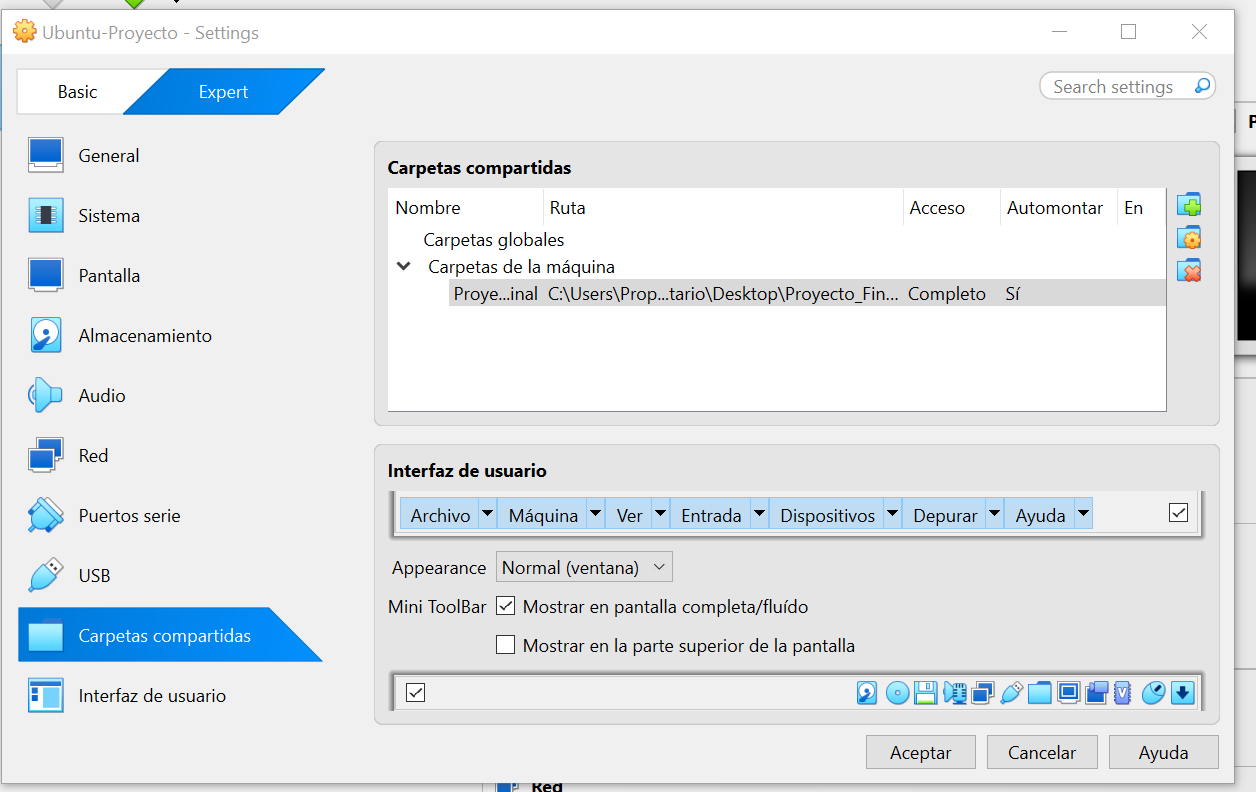 Ubuntu-Proyecto - Settings
Basic
Expert
Search settings
General
Sistema
Pantalla
Almacenamiento
Audio
Red
Puertos serie
USB
Carpetas compartidas
Interfaz de usuario
Carpetas compartidas
Nombre Ruta Acceso Automontar En
Carpetas globales
Carpetas de la máquina
Proye...inal C:\Users\Prop...tario\Desktop\Proyecto_Fin... Completo Sí
Interfaz de usuario
Archivo Máquina Ver Entrada Dispositivos Depurar Ayuda
Appearance Normal (ventana)
Mini ToolBar Mostrar en pantalla completa/fluído
Mostrar en la parte superior de la pantalla
V
Aceptar Cancelar Ayuda
P
Red